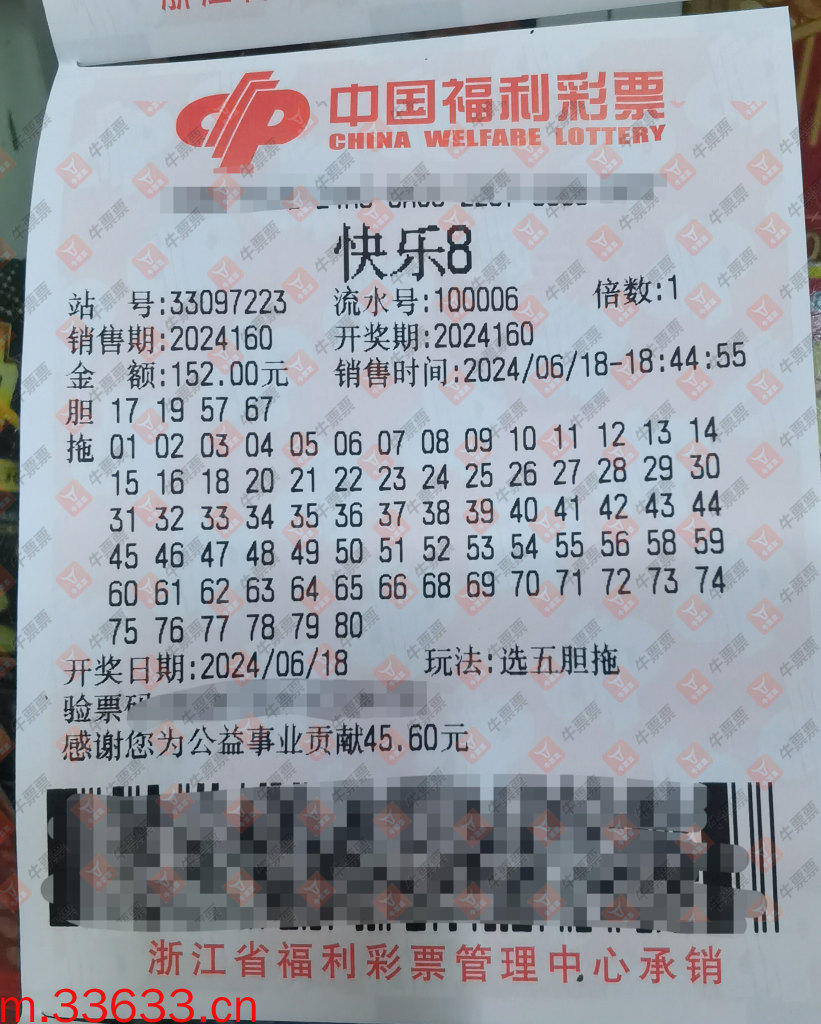 中国福利彩票
CHINA WELFARE LOTTERY
快乐8
站 号:33097223 流水号:100006 倍数:1
销售期:2024160 开奖期:2024160
金 额:152.00元 销售时间:2024/06/18-18:44:55
胆 17 19 57 67
拖 01 02 03 04 05 06 07 08 09 10 11 12 13 14
15 16 18 20 21 22 23 24 25 26 27 28 29 30
31 32 33 34 35 36 37 38 39 40 41 42 43 44
45 46 47 48 49 50 51 52 53 54 55 56 58 59
60 61 62 63 64 65 66 68 69 70 71 72 73 74
75 76 77 78 79 80
开奖日期:2024/06/18 玩法:选五胆拖
验票码
感谢您为公益事业贡献45.60元
浙江省福利彩票管理中心承销
m.33633.cn
牛票票